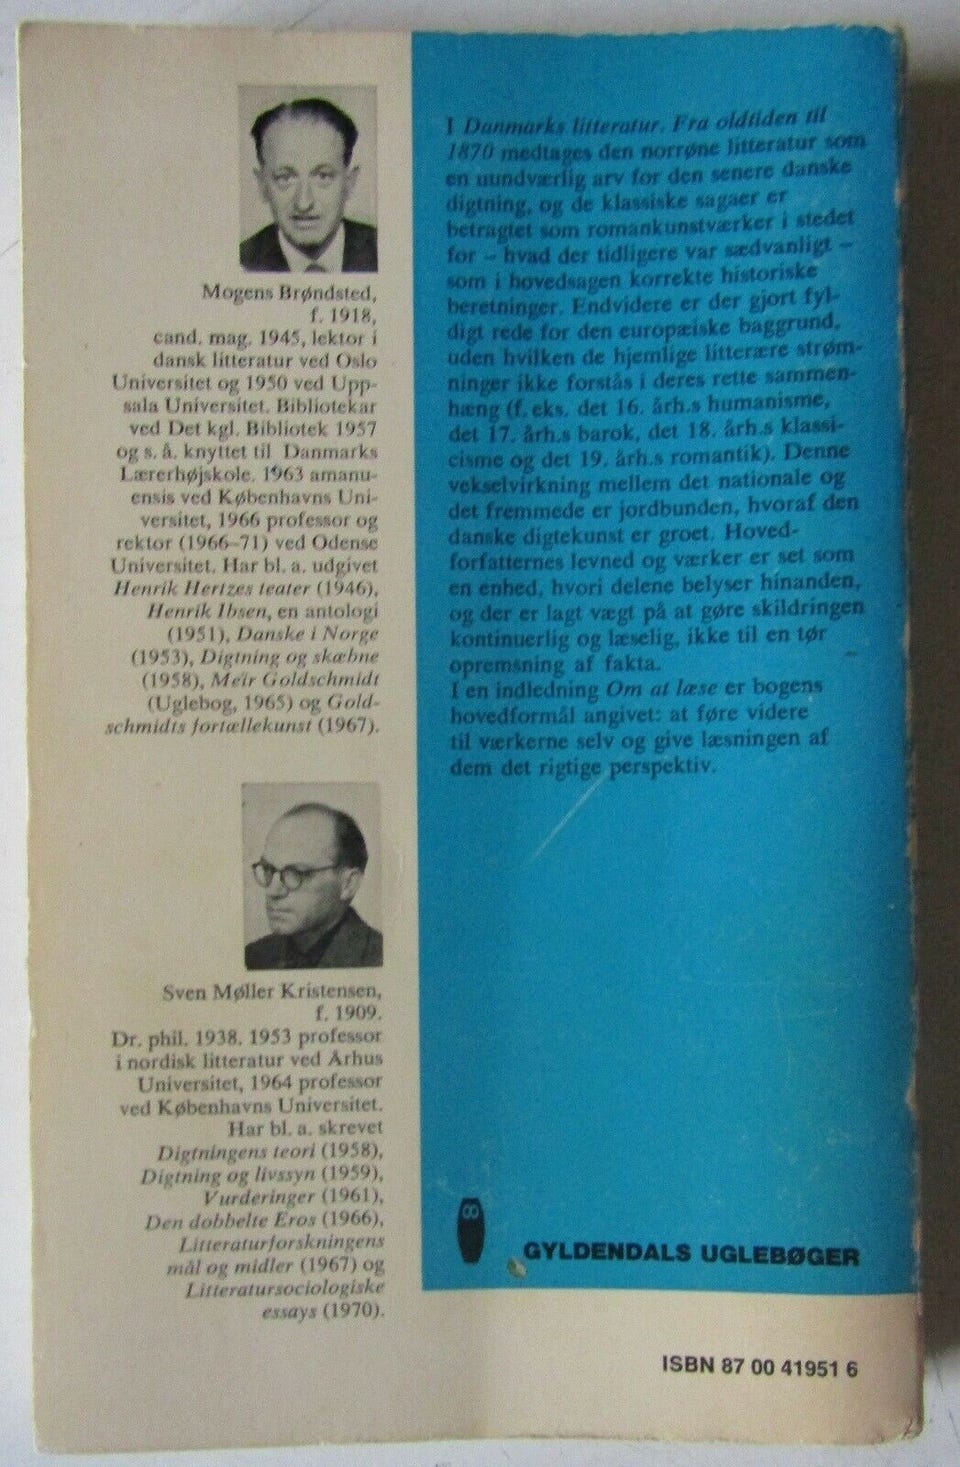 Mogens Brøndsted,
f. 1918,
cand. mag. 1945, lektor i
dansk litteratur ved Oslo
Universitet og 1950 ved Upp-
sala Universitet. Bibliotekar
ved Det kgl. Bibliotek 1957
og s. å. knyttet til Danmarks
Lærerhøjskole. 1963 amanu-
ensis ved Københavns Uni-
versitet, 1966 professor og
rektor (1966-71) ved Odense
Universitet. Har bl. a. udgivet
Henrik Hertzes teater (1946),
Henrik Ibsen, en antologi
(1951), Danske i Norge
(1953), Digtning og skæbne
(1958), Meïr Goldschmidt
(Uglebog, 1965) og Gold-
schmidts fortællekunst (1967).
Sven Møller Kristensen,
f. 1909.
Dr. phil. 1938. 1953 professor
i nordisk litteratur ved Århus
Universitet, 1964 professor
ved Københavns Universitet.
Har bl. a. skrevet
Digtningens teori (1958),
Digtning og livssyn (1959),
Vurderinger (1961),
Den dobbelte Eros (1966),
Litteraturforskningens
mål og midler (1967) og
Litteratursociologiske
essays (1970).
I Danmarks litteratur. Fra oldtiden til
1870 medtages den norrøne litteratur som
en uundværlig arv for den senere danske
digtning, og de klassiske sagaer er
betragtet som romankunstværker i stedet
for – hvad der tidligere var sædvanligt –
som i hovedsagen korrekte historiske
beretninger. Endvidere er der gjort fyl-
digt rede for den europæiske baggrund,
uden hvilken de hjemlige litterære strøm-
ninger ikke forstås i deres rette sammen-
hæng (f. eks. det 16. årh.s humanisme,
det 17. årh.s barok, det 18. årh.s klassi-
cisme og det 19. årh.s romantik). Denne
vekselvirkning mellem det nationale og
det fremmede er jordbunden, hvoraf den
danske digtekunst er groet. Hoved-
forfatternes levned og værker er set som
en enhed, hvori delene belyser hinanden,
og der er lagt vægt på at gøre skildringen
kontinuerlig og læselig, ikke til en tør
opremsning af fakta.
I en indledning Om at læse er bogens
hovedformål angivet: at føre videre
til værkerne selv og give læsningen af
dem det rigtige perspektiv.
GYLDENDALS UGLEBØGER
ISBN 87 00 41951 6